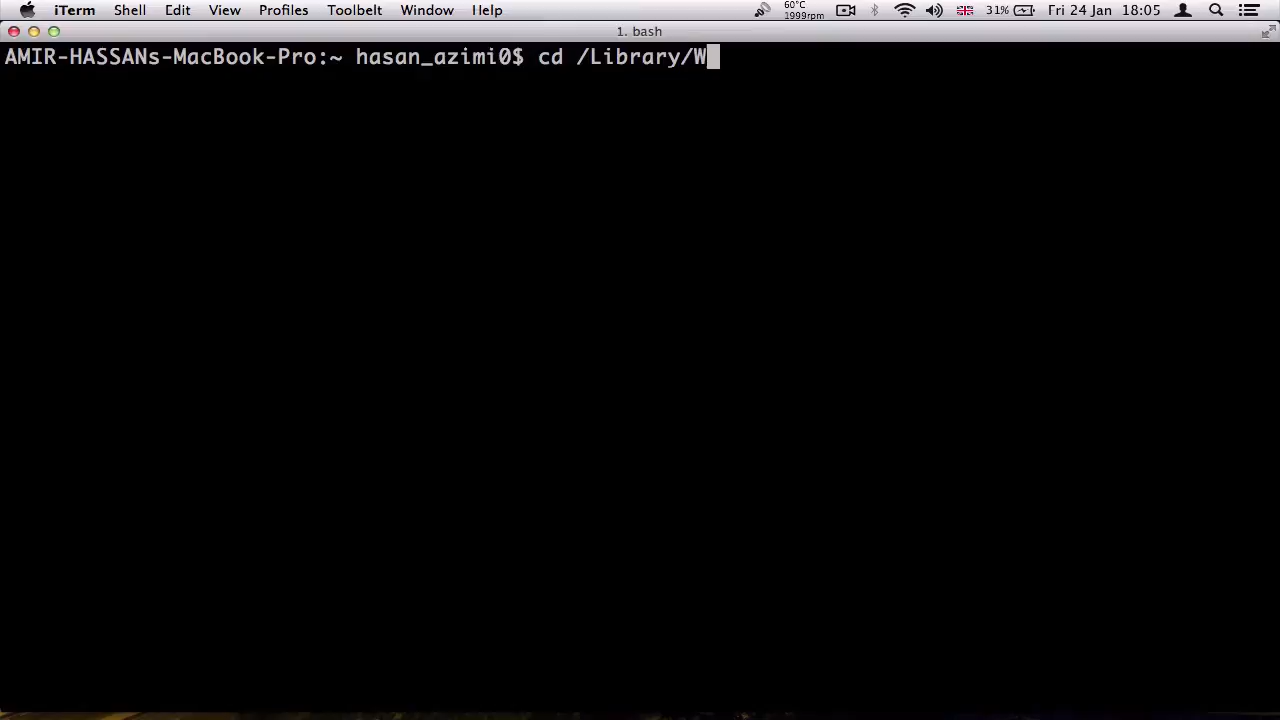 iTerm Shell Edit View Profiles Toolbelt Window Help 60°C 1999rpm 31% Fri 24 Jan 18:05
1. bash
AMIR-HASSANs-MacBook-Pro:~ hasan_azimi0$ cd /Library/W